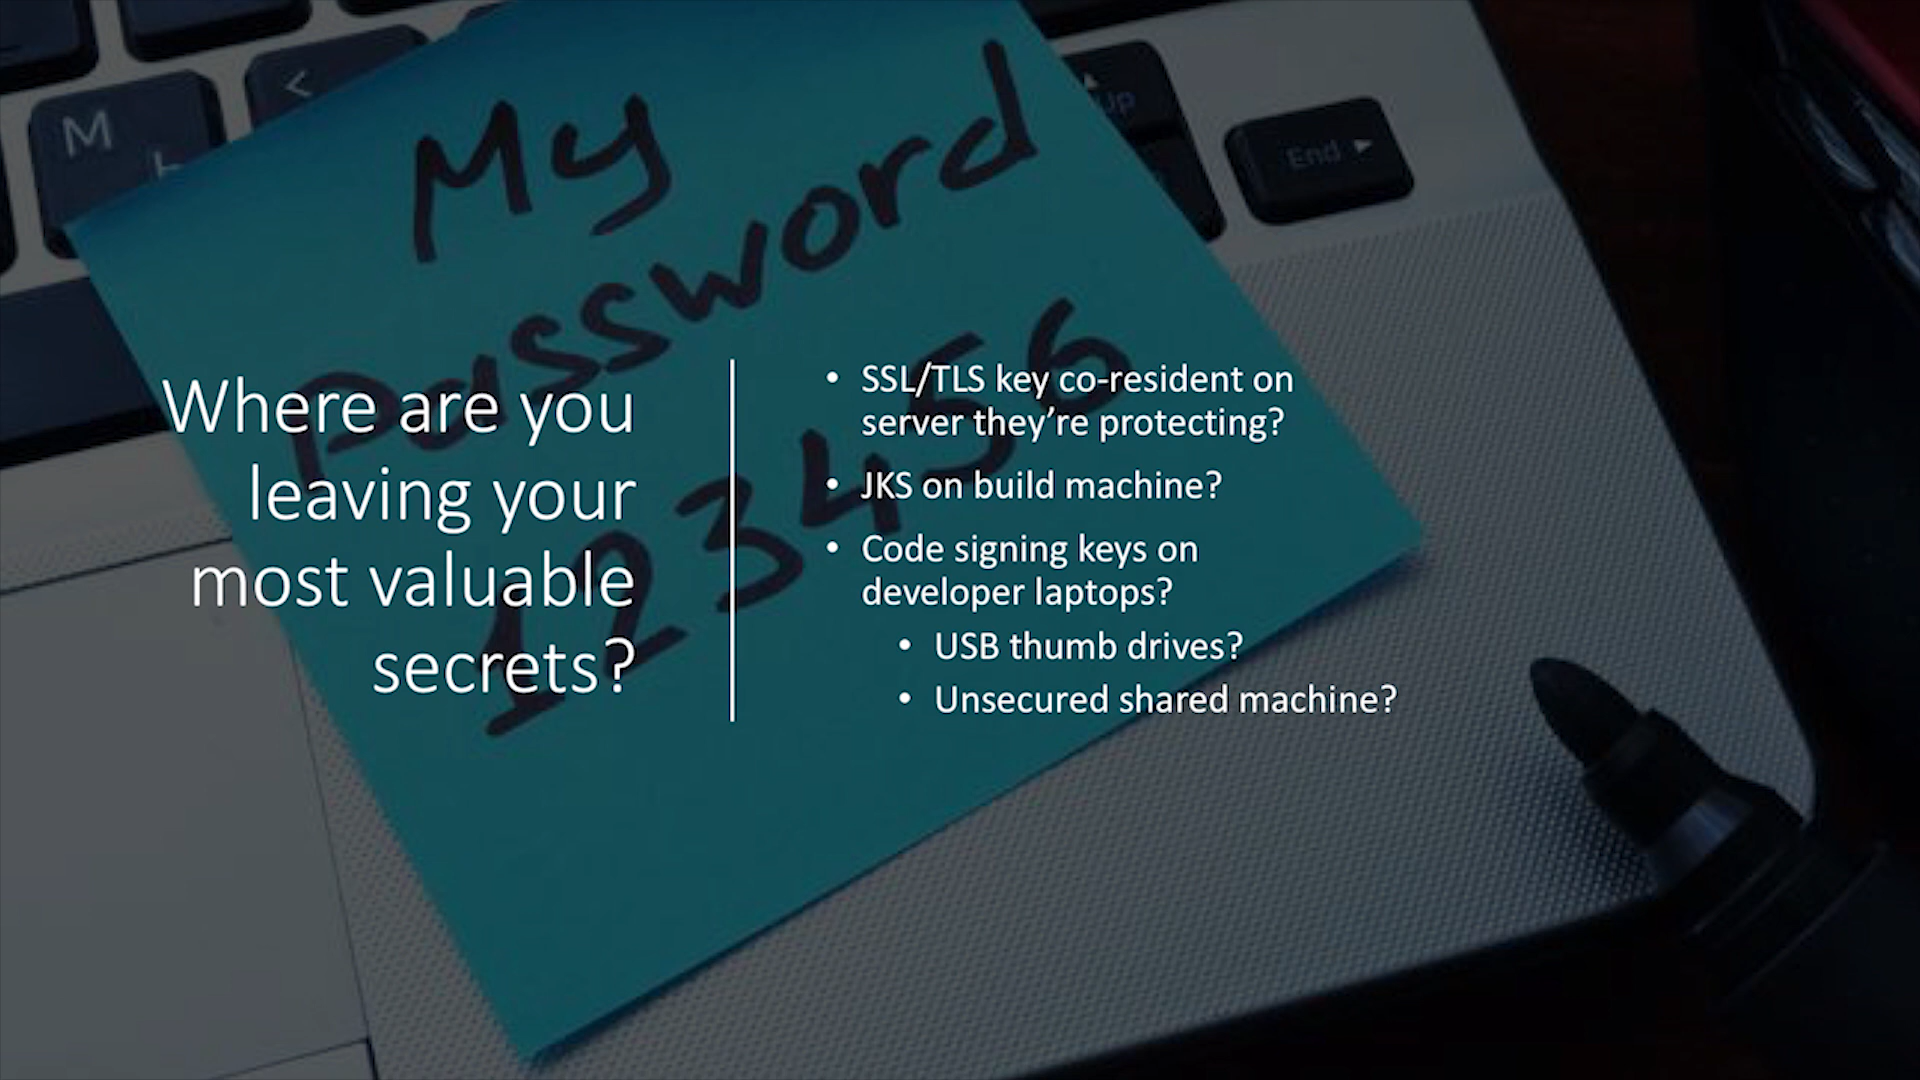 Where are you
leaving your
most valuable
secrets?
• SSL/TLS key co-resident on
server they’re protecting?
• JKS on build machine?
• Code signing keys on
developer laptops?
• USB thumb drives?
• Unsecured shared machine?
My
Password
123456
M
<
Up
End